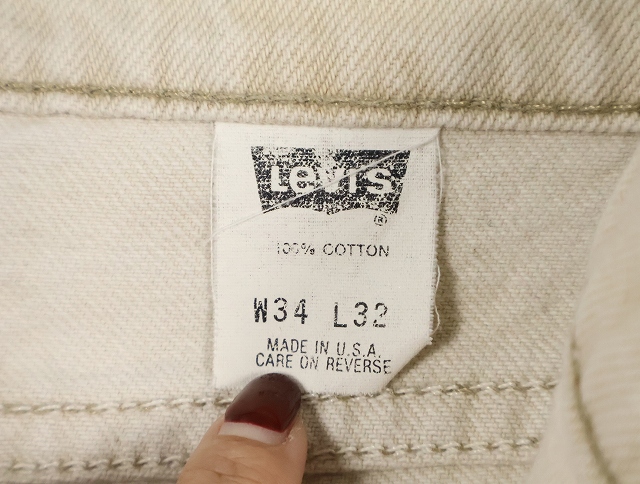 LEVI'S
®
100% COTTON
W34 L32
MADE IN U.S.A.
CARE ON REVERSE